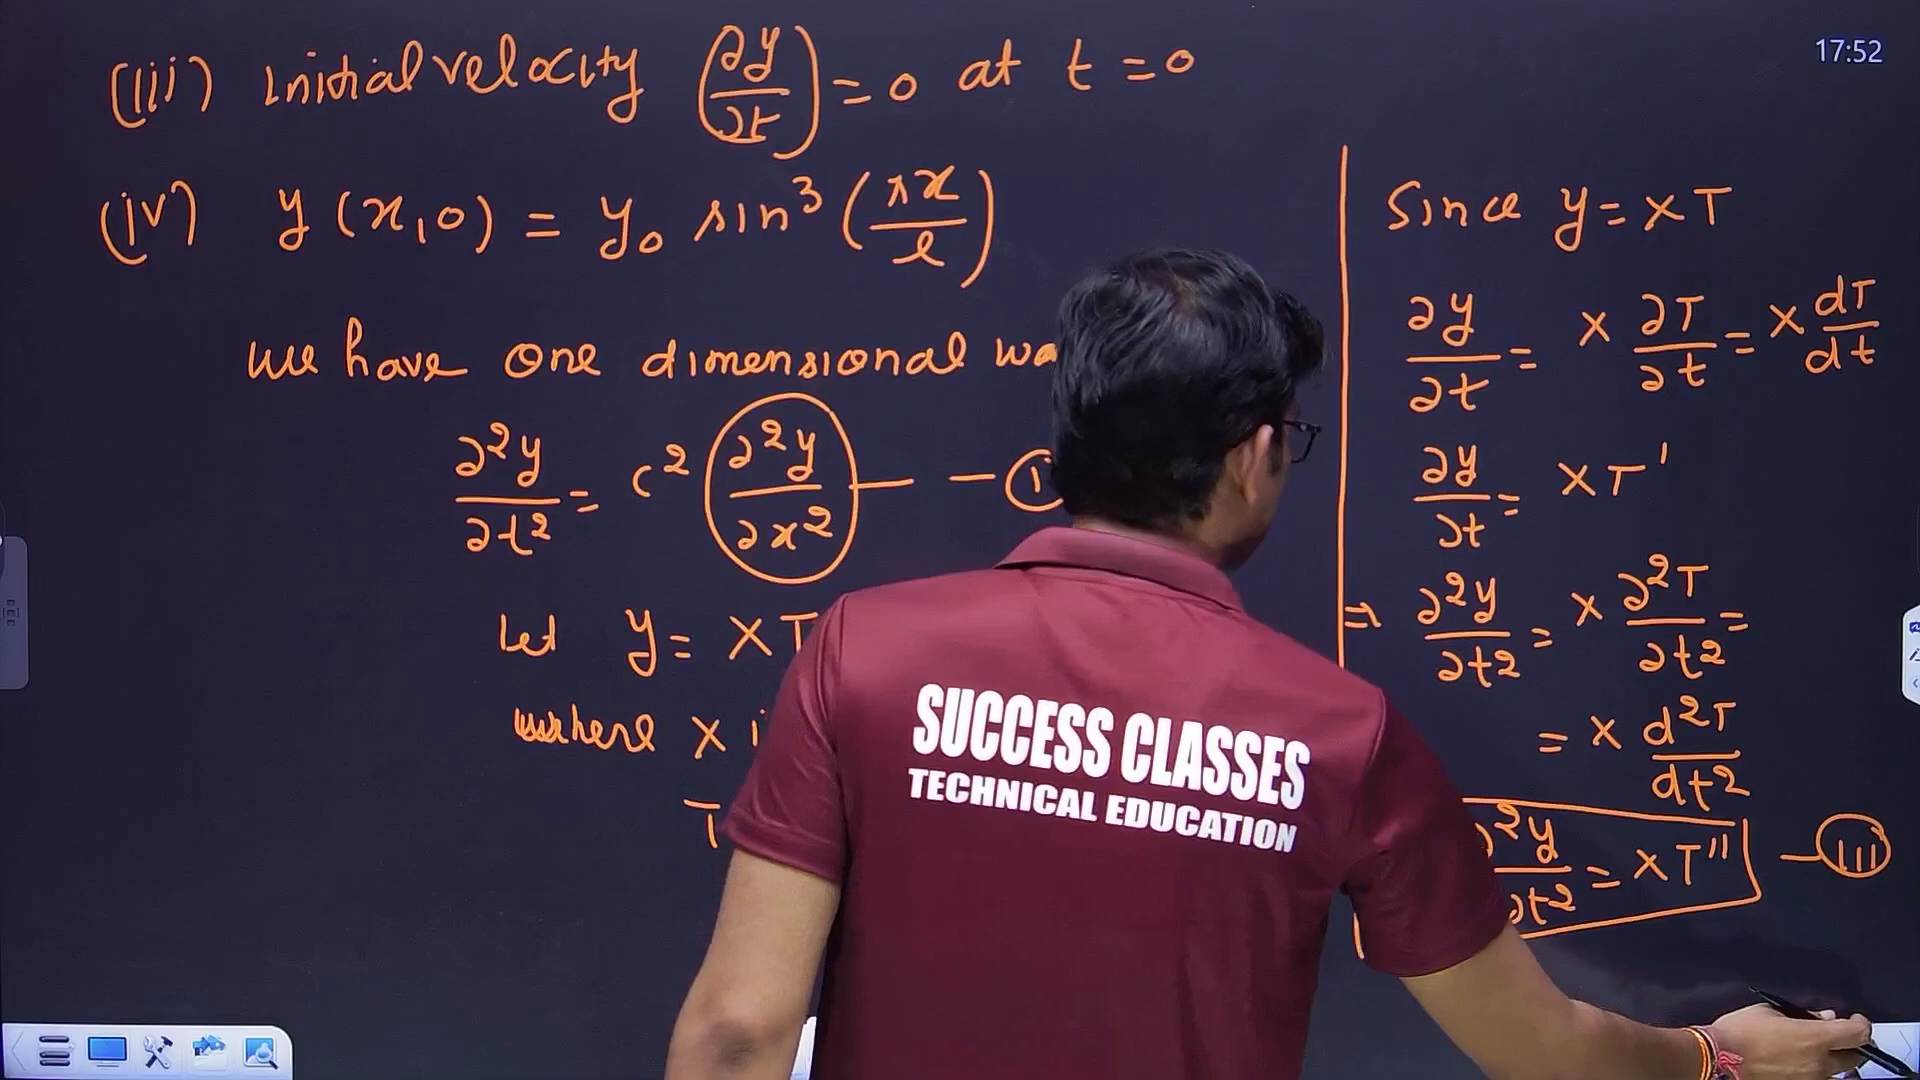 17:52
(iii) initial velocity (∂y/∂t) = 0 at t = 0
(iv) y(x,0) = y₀ sin³(πx/l)
we have one dimensional
∂²y/∂t² = c² ∂²y/∂x² — — (1)
Let y = XT
where X
T
Since y = XT
∂y/∂t = X ∂T/∂t = X dT/dt
∂y/∂t = XT'
⇒ ∂²y/∂t² = X ∂²T/∂t² =
= X d²T/dt²
∂²y/∂t² = XT'' — (III)
SUCCESS CLASSES
TECHNICAL EDUCATION